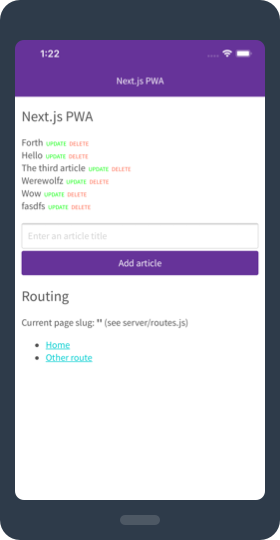 1:22
Next.js PWA
Next.js PWA
Forth UPDATE DELETE
Hello UPDATE DELETE
The third article UPDATE DELETE
Werewolfz UPDATE DELETE
Wow UPDATE DELETE
fasdfs UPDATE DELETE
Enter an article title
Add article
Routing
Current page slug: '' (see server/routes.js)
Home
Other route